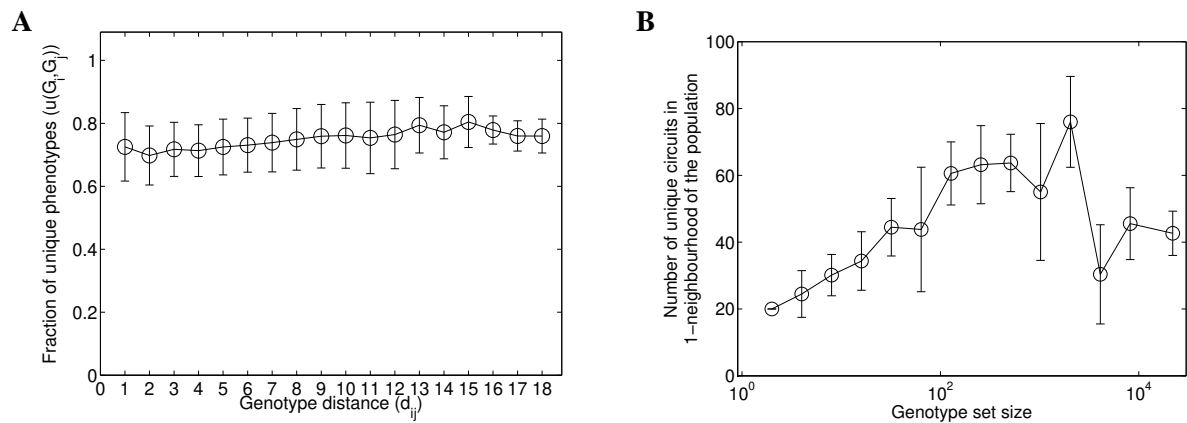 A
Fraction of unique phenotypes (u(G_i,G_j))
1
0.8
0.6
0.4
0.2
0
0 1 2 3 4 5 6 7 8 9 10 11 12 13 14 15 16 17 18
Genotype distance (d_ij)
B
Number of unique circuits in
1−neighbourhood of the population
100
80
60
40
20
0
10^0 10^2 10^4
Genotype set size